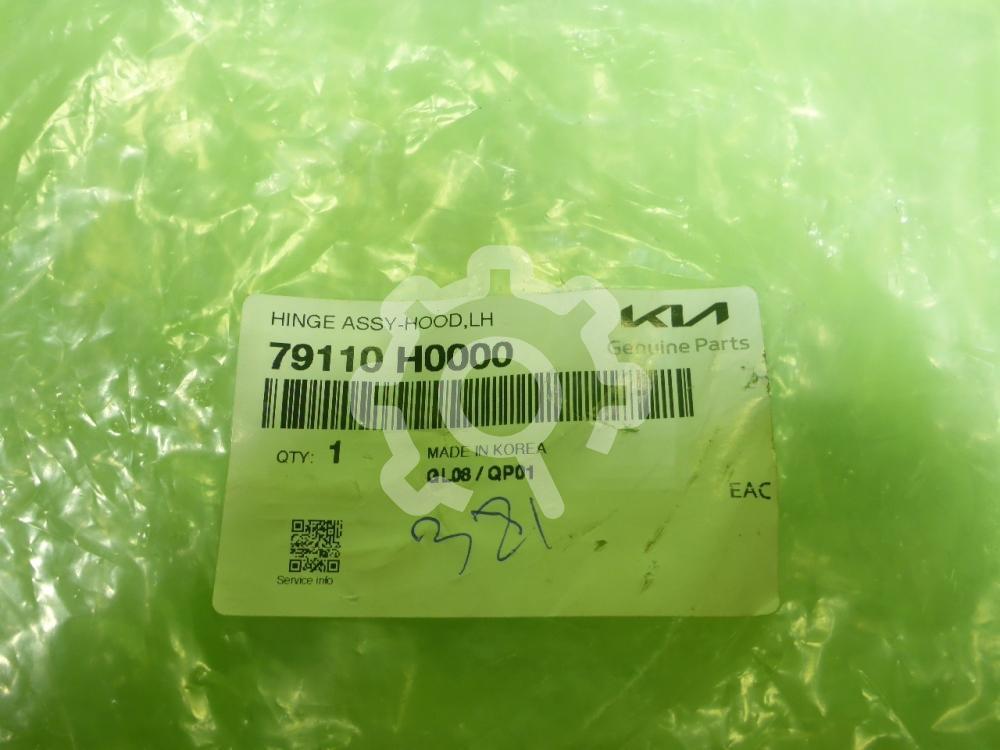 HINGE ASSY-HOOD,LH
KIA
79110 H0000
Genuine Parts
QTY: 1
MADE IN KOREA
QL08 / QP01
EAC
381
Service info